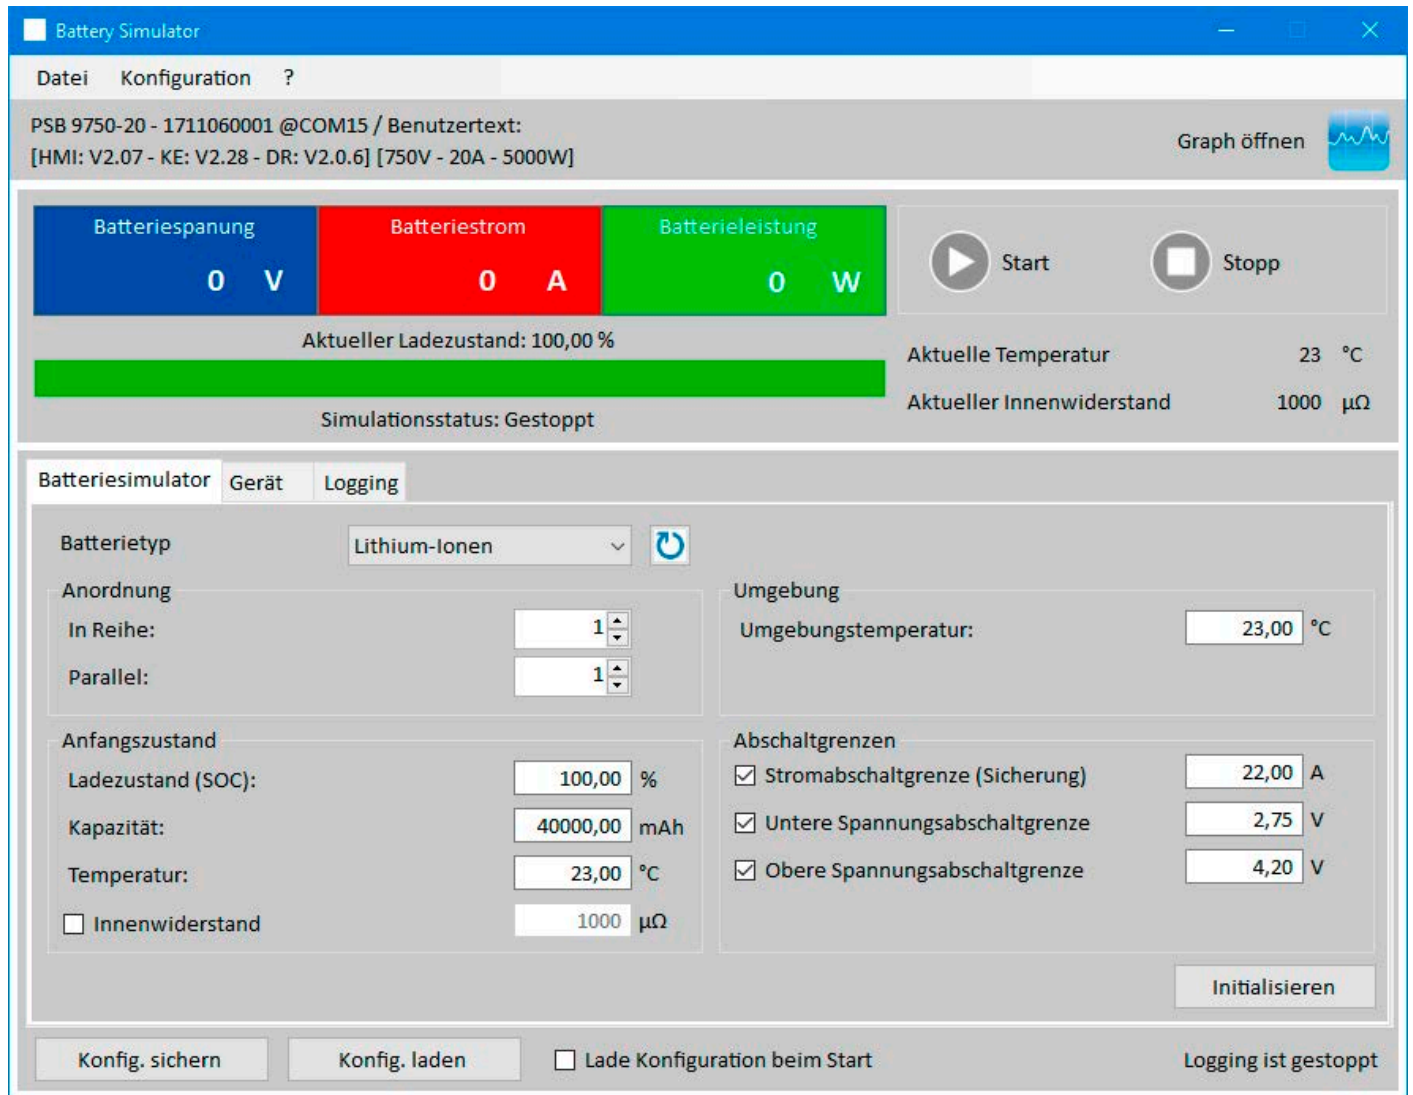 Battery Simulator
Datei Konfiguration ?
PSB 9750-20 - 1711060001 @COM15 / Benutzertext:
[HMI: V2.07 - KE: V2.28 - DR: V2.0.6] [750V - 20A - 5000W]
Graph öffnen
Batteriespanung
0 V
Batteriestrom
0 A
Batterieleistung
0 W
Start
Stopp
Aktueller Ladezustand: 100,00 %
Simulationsstatus: Gestoppt
Aktuelle Temperatur 23 °C
Aktueller Innenwiderstand 1000 µΩ
Batteriesimulator Gerät Logging
Batterietyp Lithium-Ionen
Anordnung
In Reihe: 1
Parallel: 1
Umgebung
Umgebungstemperatur: 23,00 °C
Anfangszustand
Ladezustand (SOC): 100,00 %
Kapazität: 40000,00 mAh
Temperatur: 23,00 °C
Innenwiderstand 1000 µΩ
Abschaltgrenzen
Stromabschaltgrenze (Sicherung) 22,00 A
Untere Spannungsabschaltgrenze 2,75 V
Obere Spannungsabschaltgrenze 4,20 V
Initialisieren
Konfig. sichern Konfig. laden Lade Konfiguration beim Start Logging ist gestoppt